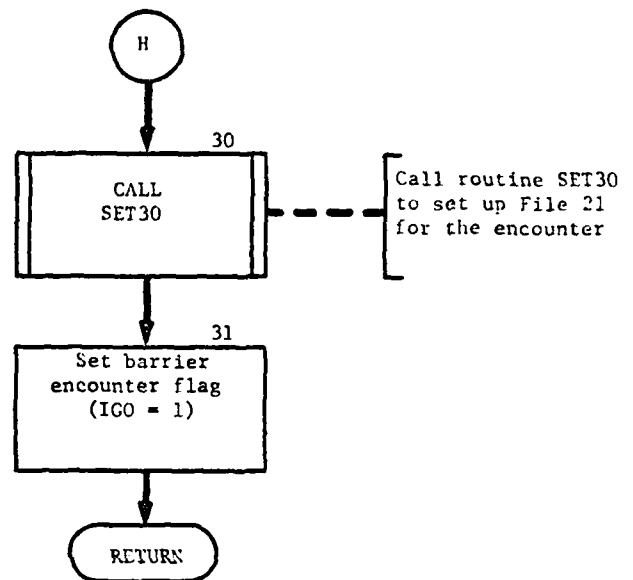 H
30
CALL
SET30
Call routine SET30
to set up File 21
for the encounter
31
Set barrier
encounter flag
(IGO = 1)
RETURN